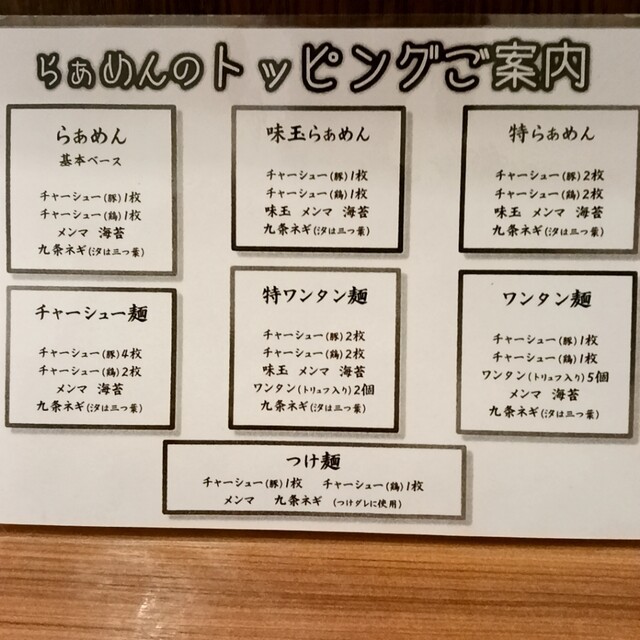 らぁめんのトッピングご案内
らぁめん
基本ベース
チャーシュー(豚)1枚
チャーシュー(鶏)1枚
メンマ 海苔
九条ネギ(汐は三つ葉)
味玉らぁめん
チャーシュー(豚)1枚
チャーシュー(鶏)1枚
味玉 メンマ 海苔
九条ネギ(汐は三つ葉)
特らぁめん
チャーシュー(豚)2枚
チャーシュー(鶏)2枚
味玉 メンマ 海苔
九条ネギ(汐は三つ葉)
チャーシュー麺
チャーシュー(豚)4枚
チャーシュー(鶏)2枚
メンマ 海苔
九条ネギ(汐は三つ葉)
特ワンタン麺
チャーシュー(豚)2枚
チャーシュー(鶏)2枚
味玉 メンマ 海苔
ワンタン(トリュフ入り)2個
九条ネギ(汐は三つ葉)
ワンタン麺
チャーシュー(豚)1枚
チャーシュー(鶏)1枚
ワンタン(トリュフ入り)5個
メンマ 海苔
九条ネギ(汐は三つ葉)
つけ麺
チャーシュー(豚)1枚 チャーシュー(鶏)1枚
メンマ 九条ネギ (つけダレに使用)